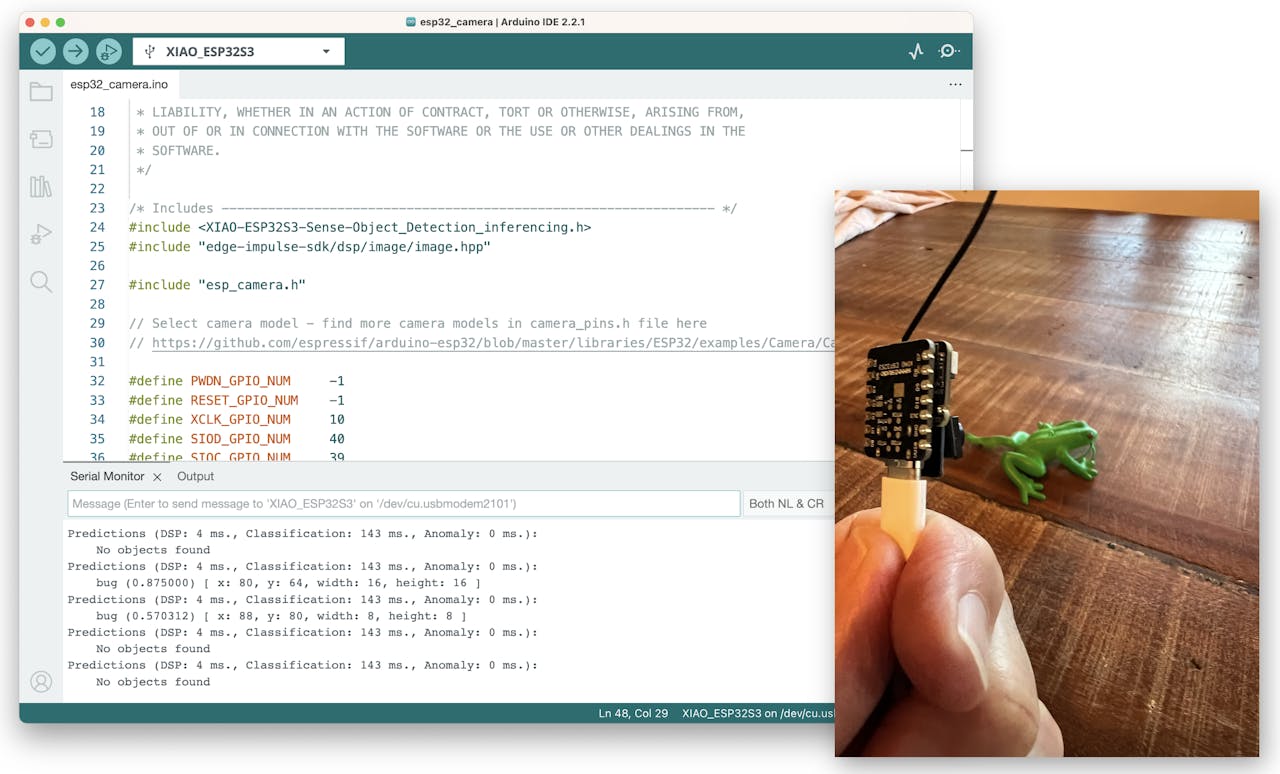 esp32_camera | Arduino IDE 2.2.1
XIAO_ESP32S3
esp32_camera.ino
18 * LIABILITY, WHETHER IN AN ACTION OF CONTRACT, TORT OR OTHERWISE, ARISING FROM,
19 * OUT OF OR IN CONNECTION WITH THE SOFTWARE OR THE USE OR OTHER DEALINGS IN THE
20 * SOFTWARE.
21 */
22
23 /* Includes ---------------------------------------------------------------- */
24 #include <XIAO-ESP32S3-Sense-Object_Detection_inferencing.h>
25 #include "edge-impulse-sdk/dsp/image/image.hpp"
26
27 #include "esp_camera.h"
28
29 // Select camera model - find more camera models in camera_pins.h file here
30 // https://github.com/espressif/arduino-esp32/blob/master/libraries/ESP32/examples/Camera/Ca
31
32 #define PWDN_GPIO_NUM -1
33 #define RESET_GPIO_NUM -1
34 #define XCLK_GPIO_NUM 10
35 #define SIOD_GPIO_NUM 40
36 #define SIOC_GPIO_NUM 39
Serial Monitor × Output
Message (Enter to send message to 'XIAO_ESP32S3' on '/dev/cu.usbmodem2101')
Both NL & CR
Predictions (DSP: 4 ms., Classification: 143 ms., Anomaly: 0 ms.):
No objects found
Predictions (DSP: 4 ms., Classification: 143 ms., Anomaly: 0 ms.):
bug (0.875000) [ x: 80, y: 64, width: 16, height: 16 ]
Predictions (DSP: 4 ms., Classification: 143 ms., Anomaly: 0 ms.):
bug (0.570312) [ x: 88, y: 80, width: 8, height: 8 ]
Predictions (DSP: 4 ms., Classification: 143 ms., Anomaly: 0 ms.):
No objects found
Predictions (DSP: 4 ms., Classification: 143 ms., Anomaly: 0 ms.):
No objects found
Ln 48, Col 29 XIAO_ESP32S3 on /dev/cu.usb